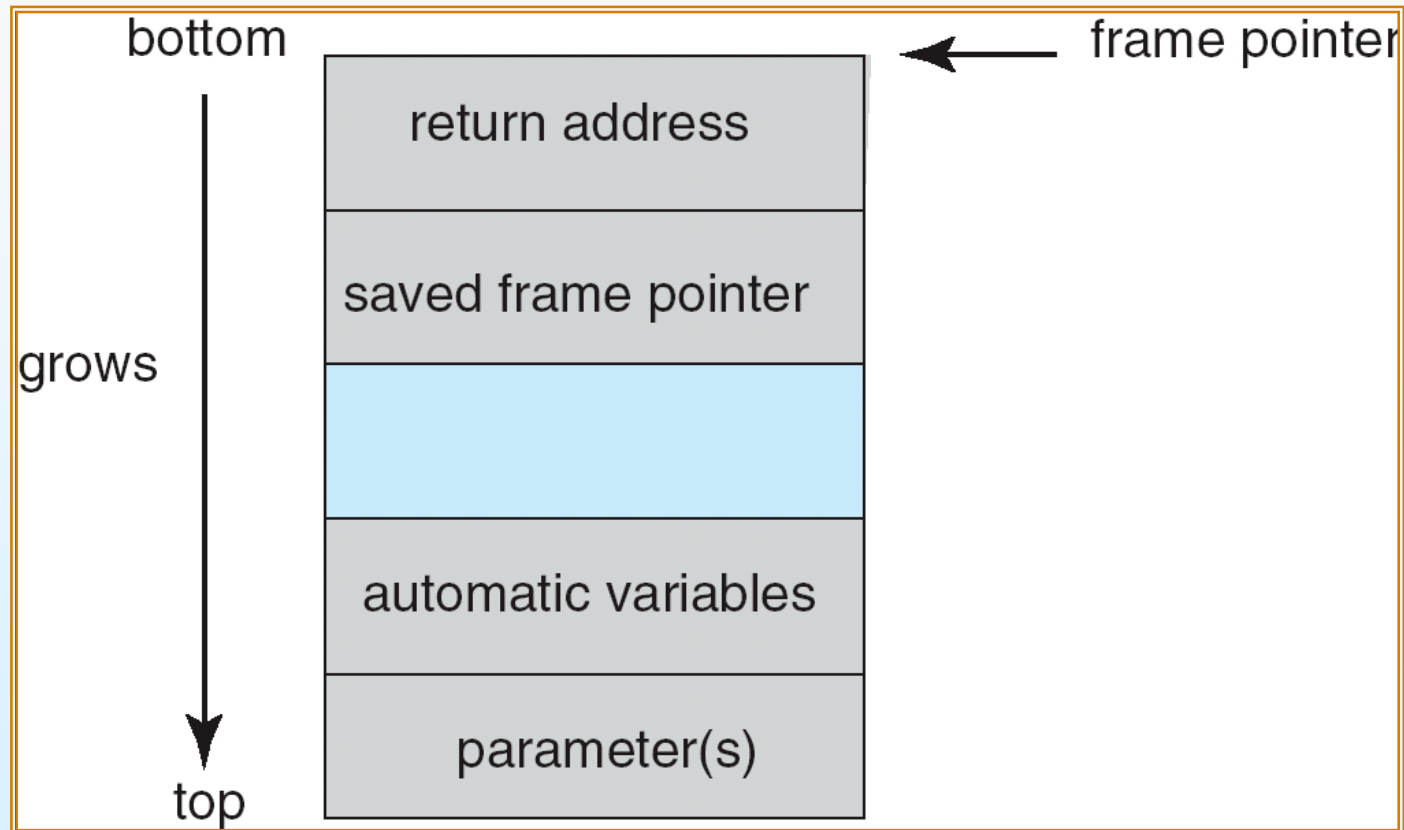 bottom
frame pointer
return address
saved frame pointer
grows
automatic variables
parameter(s)
top